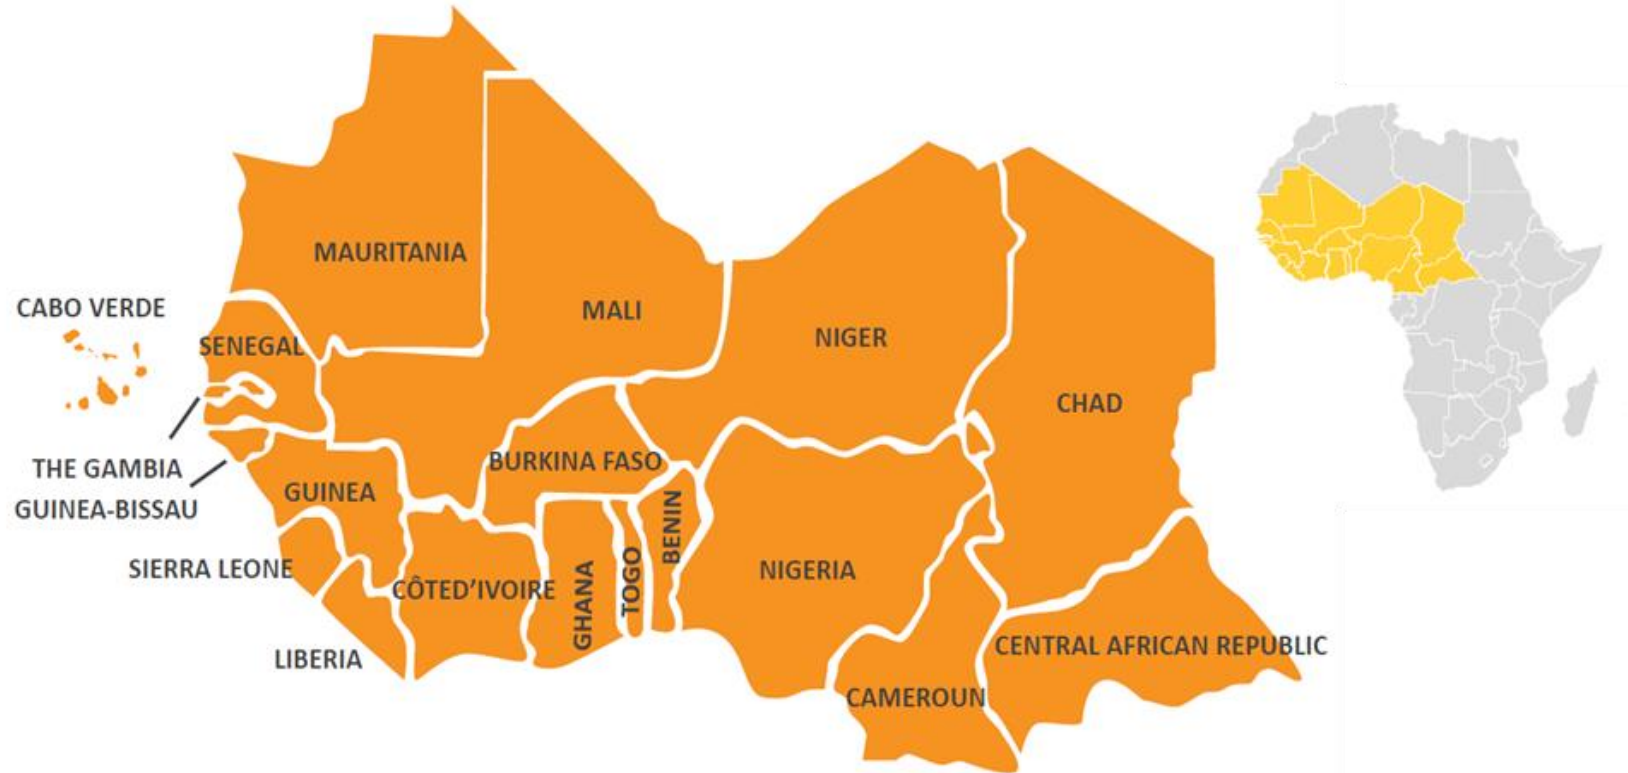 MAURITANIA
CABO VERDE
MALI
SENEGAL
NIGER
CHAD
THE GAMBIA
BURKINA FASO
GUINEA
GUINEA-BISSAU
BENIN
SIERRA LEONE
NIGERIA
TOGO
CÔTED’IVOIRE
GHANA
LIBERIA
CENTRAL AFRICAN REPUBLIC
CAMEROUN